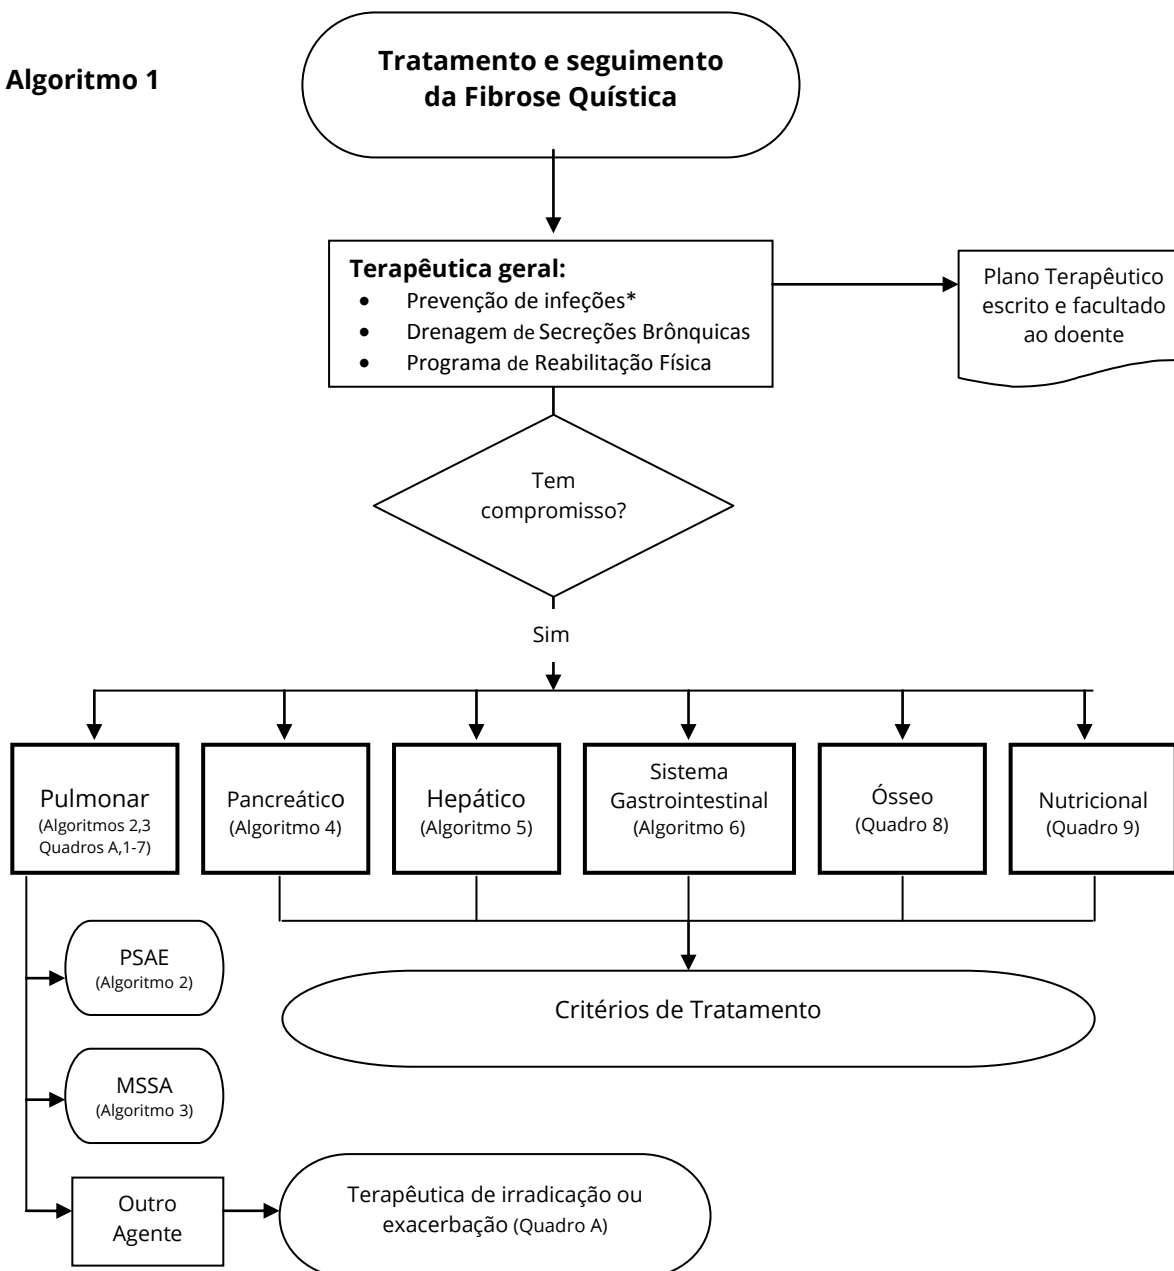 Algoritmo 1
Tratamento e seguimento
da Fibrose Quística
Terapêutica geral:
• Prevenção de infeções*
• Drenagem de Secreções Brônquicas
• Programa de Reabilitação Física
Plano Terapêutico
escrito e facultado
ao doente
Tem
compromisso?
Sim
Pulmonar
(Algoritmos 2,3
Quadros A,1-7)
Pancreático
(Algoritmo 4)
Hepático
(Algoritmo 5)
Sistema
Gastrointestinal
(Algoritmo 6)
Ósseo
(Quadro 8)
Nutricional
(Quadro 9)
PSAE
(Algoritmo 2)
Critérios de Tratamento
MSSA
(Algoritmo 3)
Outro
Agente
Terapêutica de irradicação ou
exacerbação (Quadro A)